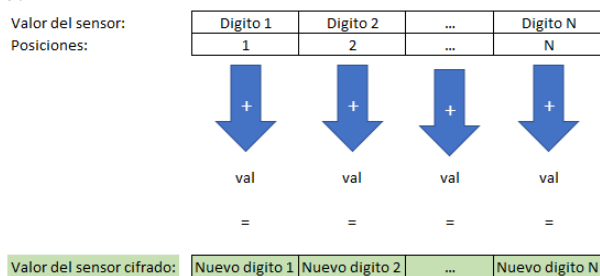 Valor del sensor: Digito 1 Digito 2 ... Digito N
Posiciones: 1 2 ... N
+ + + +
val val val val
= = = =
Valor del sensor cifrado: Nuevo digito 1 Nuevo digito 2 ... Nuevo digito N